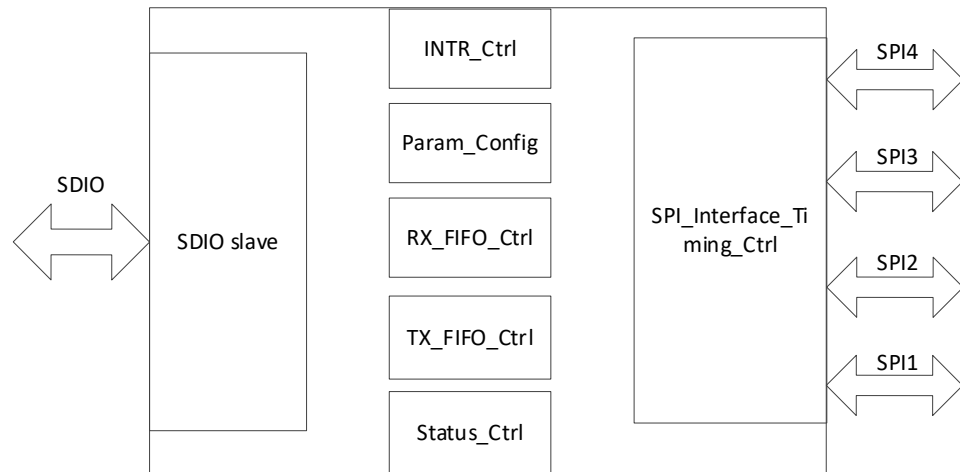 SDIO
SDIO slave
INTR_Ctrl
Param_Config
RX_FIFO_Ctrl
TX_FIFO_Ctrl
Status_Ctrl
SPI_Interface_Ti
ming_Ctrl
SPI4
SPI3
SPI2
SPI1